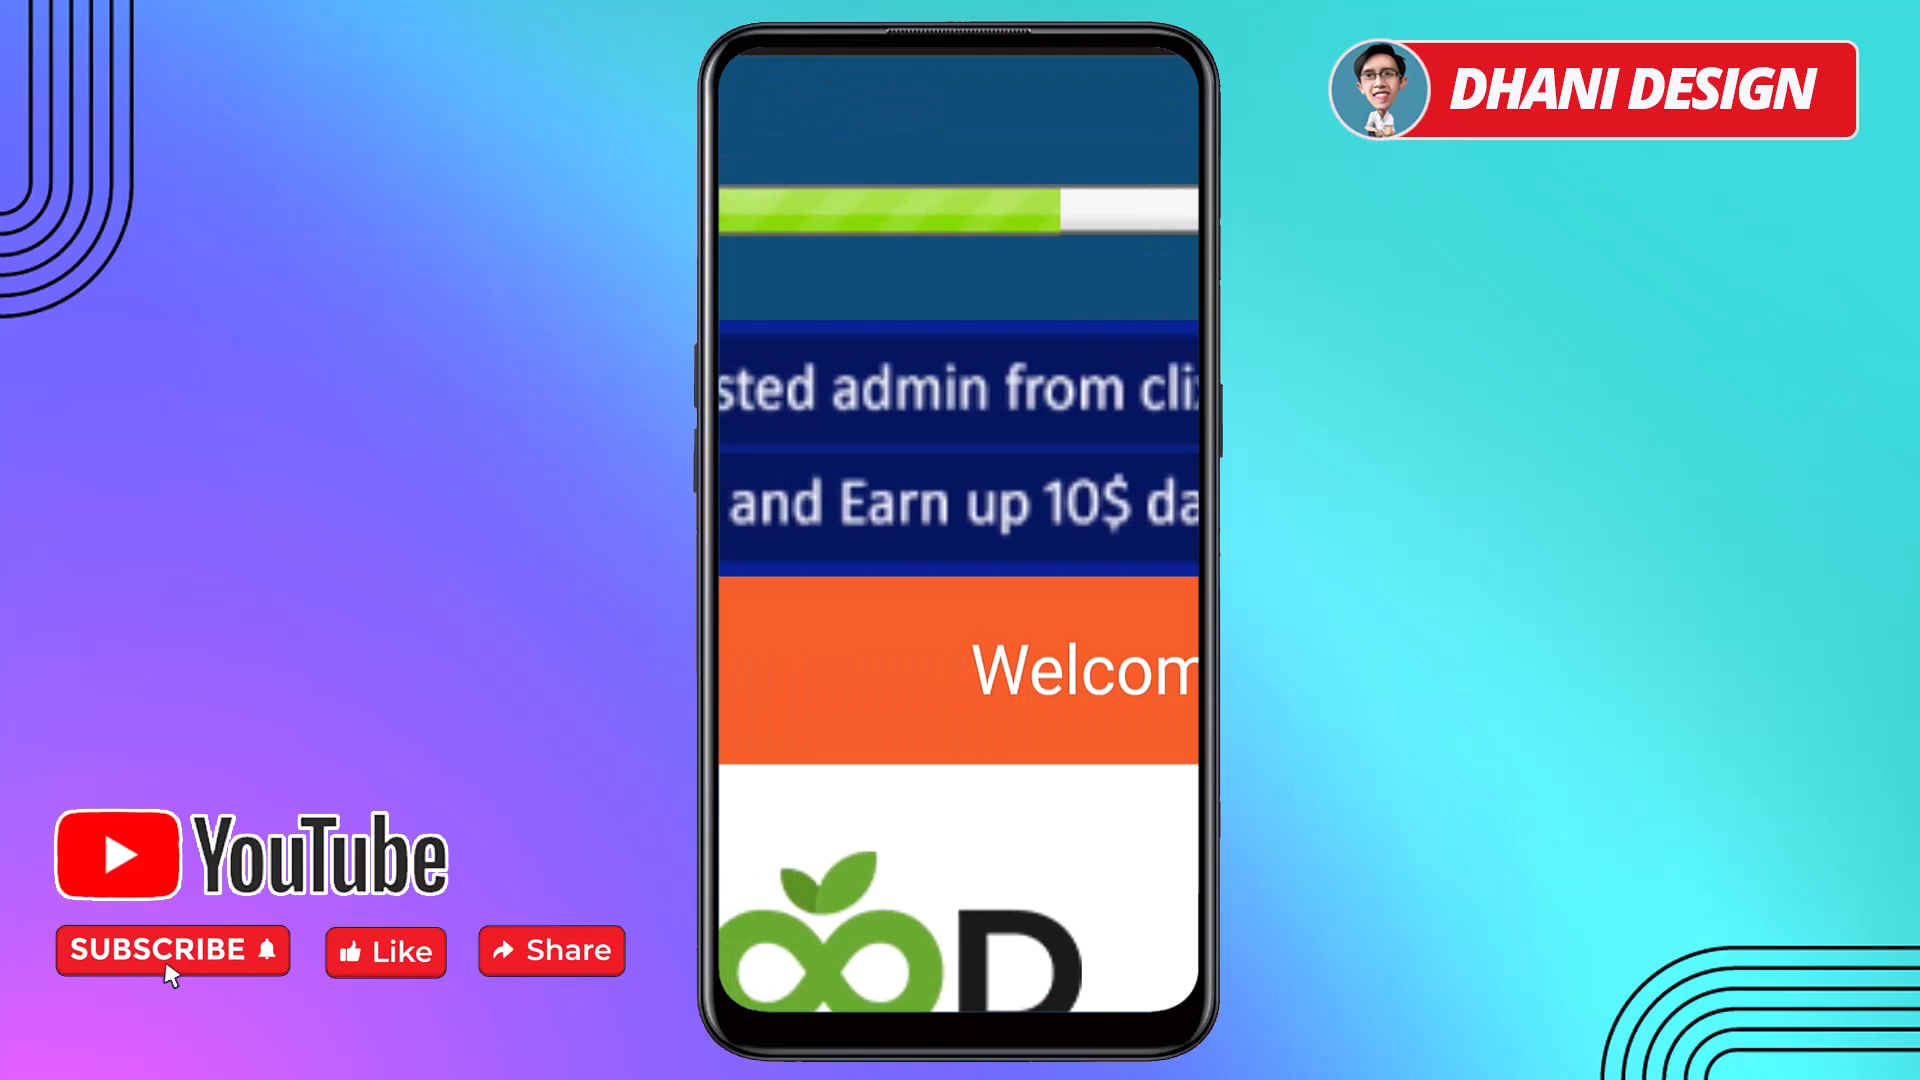 DHANI DESIGN
sted admin from cli
and Earn up 10$ da
Welcom
D
YouTube
SUBSCRIBE
Like
Share